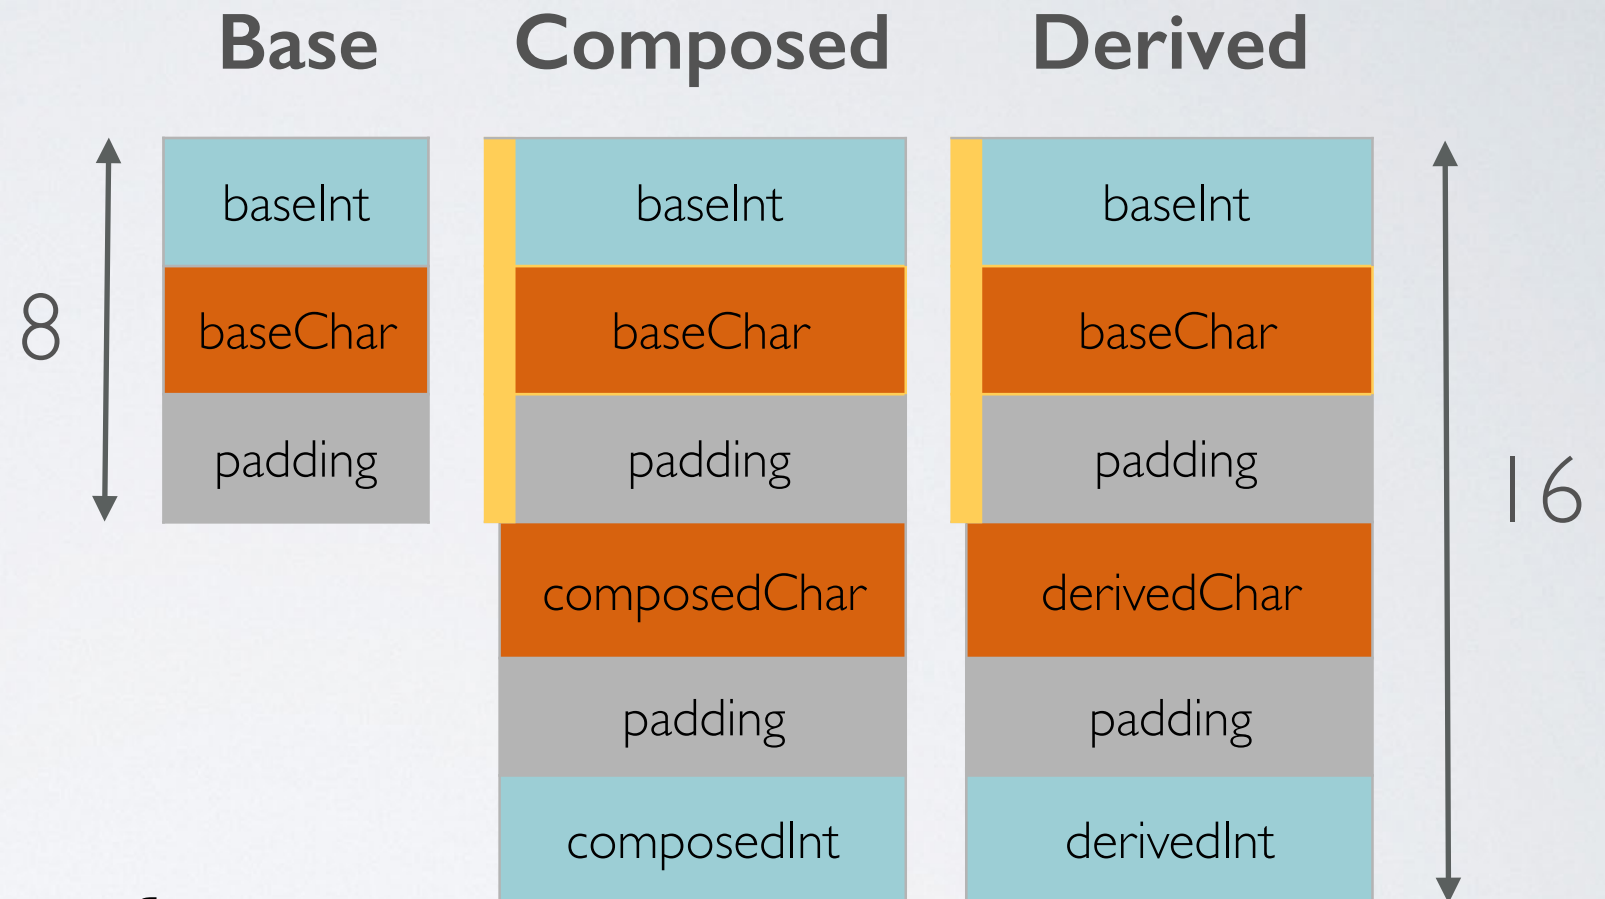 Base Composed Derived
baseInt baseInt baseInt
8 baseChar baseChar baseChar
padding padding padding 16
composedChar derivedChar
padding padding
composedInt derivedInt